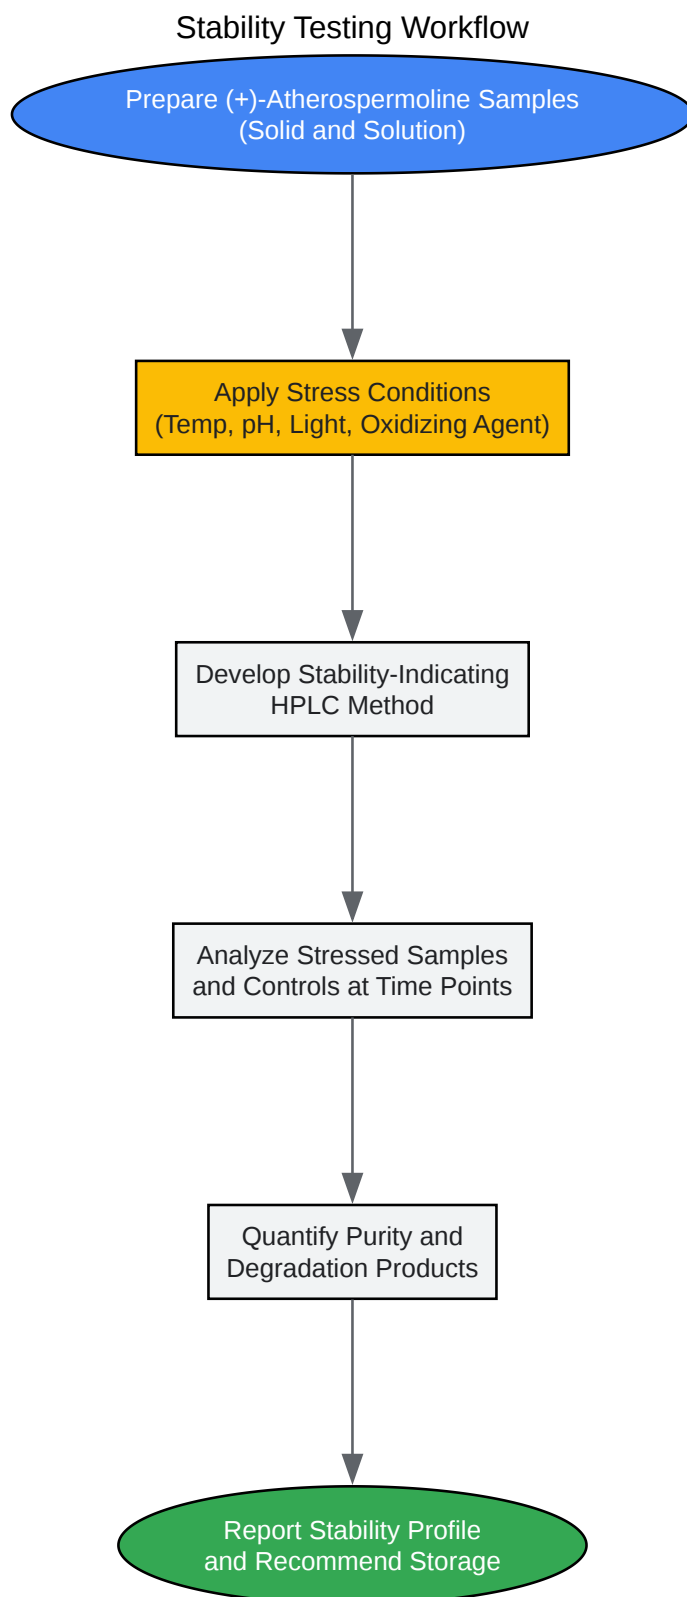 Stability Testing Workflow
Prepare (+)-Atherospermoline Samples
(Solid and Solution)
Apply Stress Conditions
(Temp, pH, Light, Oxidizing Agent)
Develop Stability-Indicating
HPLC Method
Analyze Stressed Samples
and Controls at Time Points
Quantify Purity and
Degradation Products
Report Stability Profile
and Recommend Storage